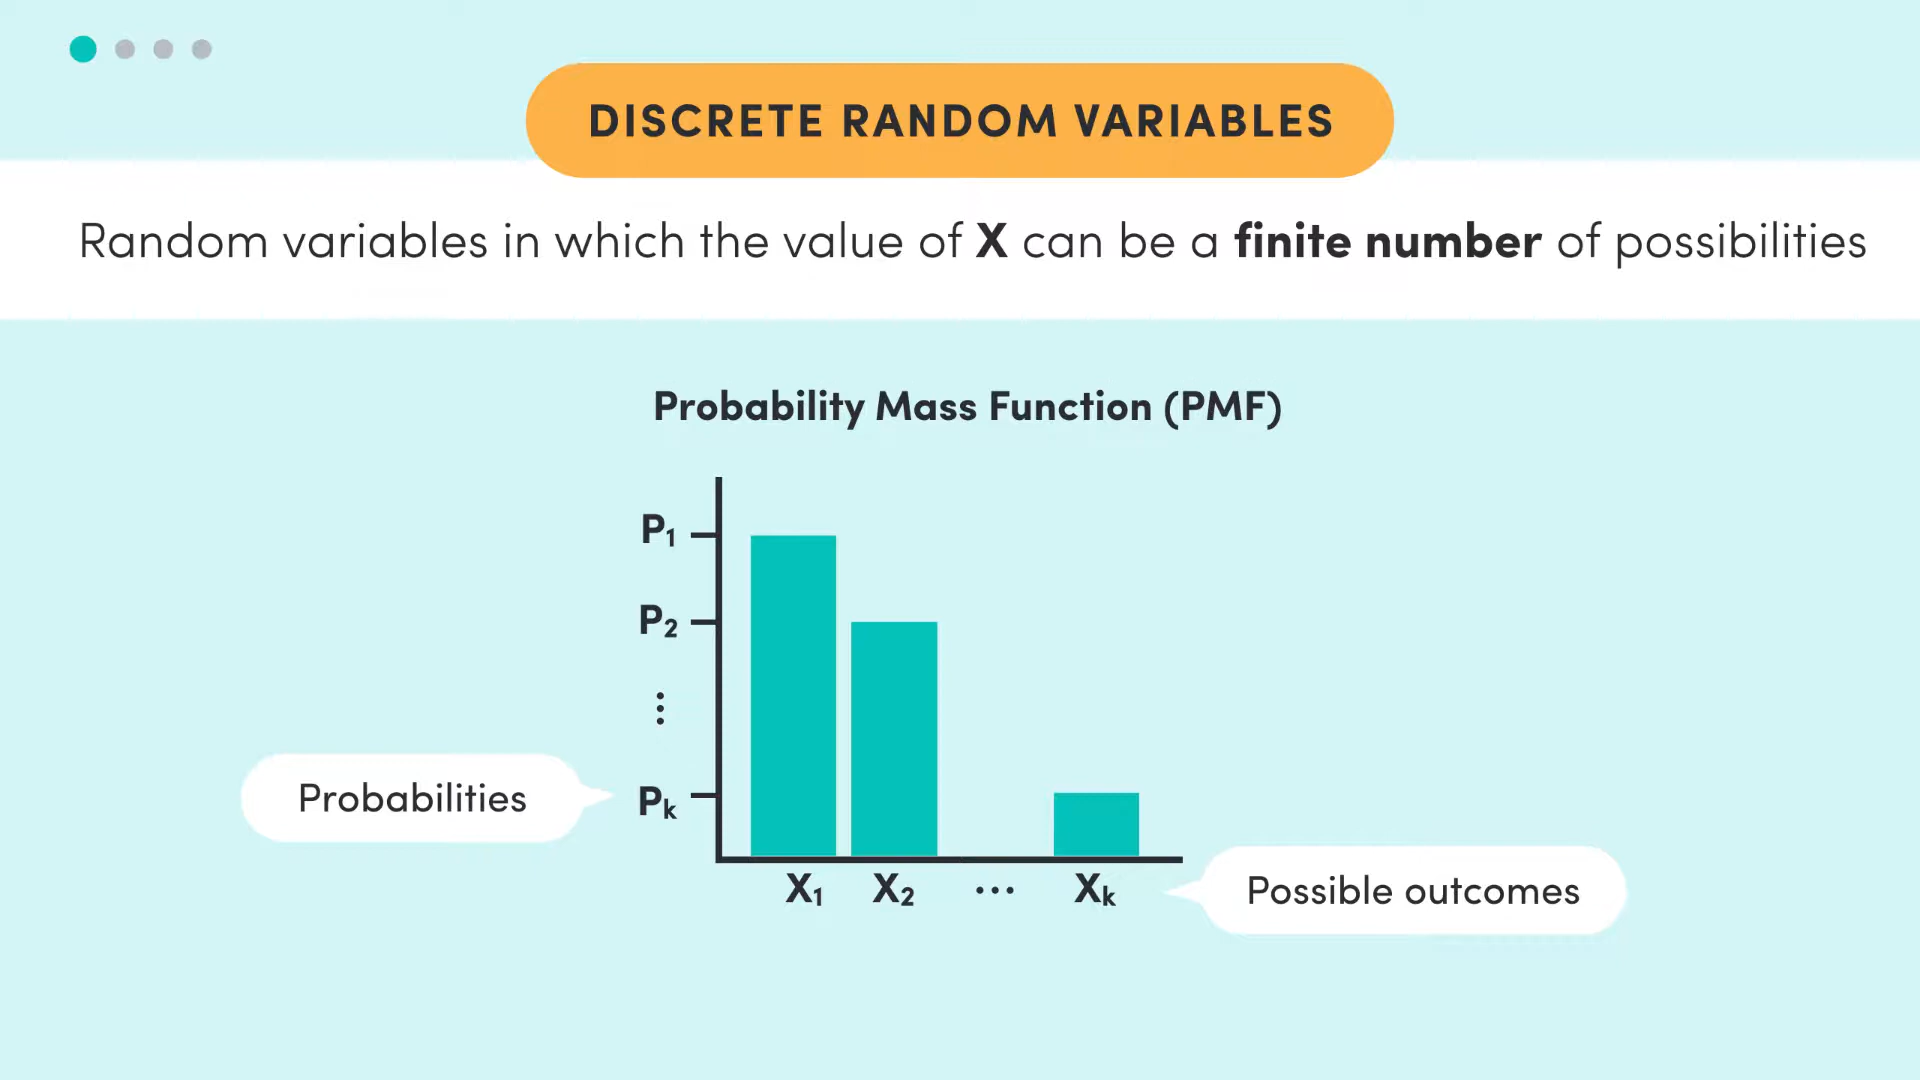 DISCRETE RANDOM VARIABLES
Random variables in which the value of X can be a finite number of possibilities
Probability Mass Function (PMF)
P₁
P₂
⋮
Probabilities
Pₖ
X₁ X₂ ... Xₖ
Possible outcomes